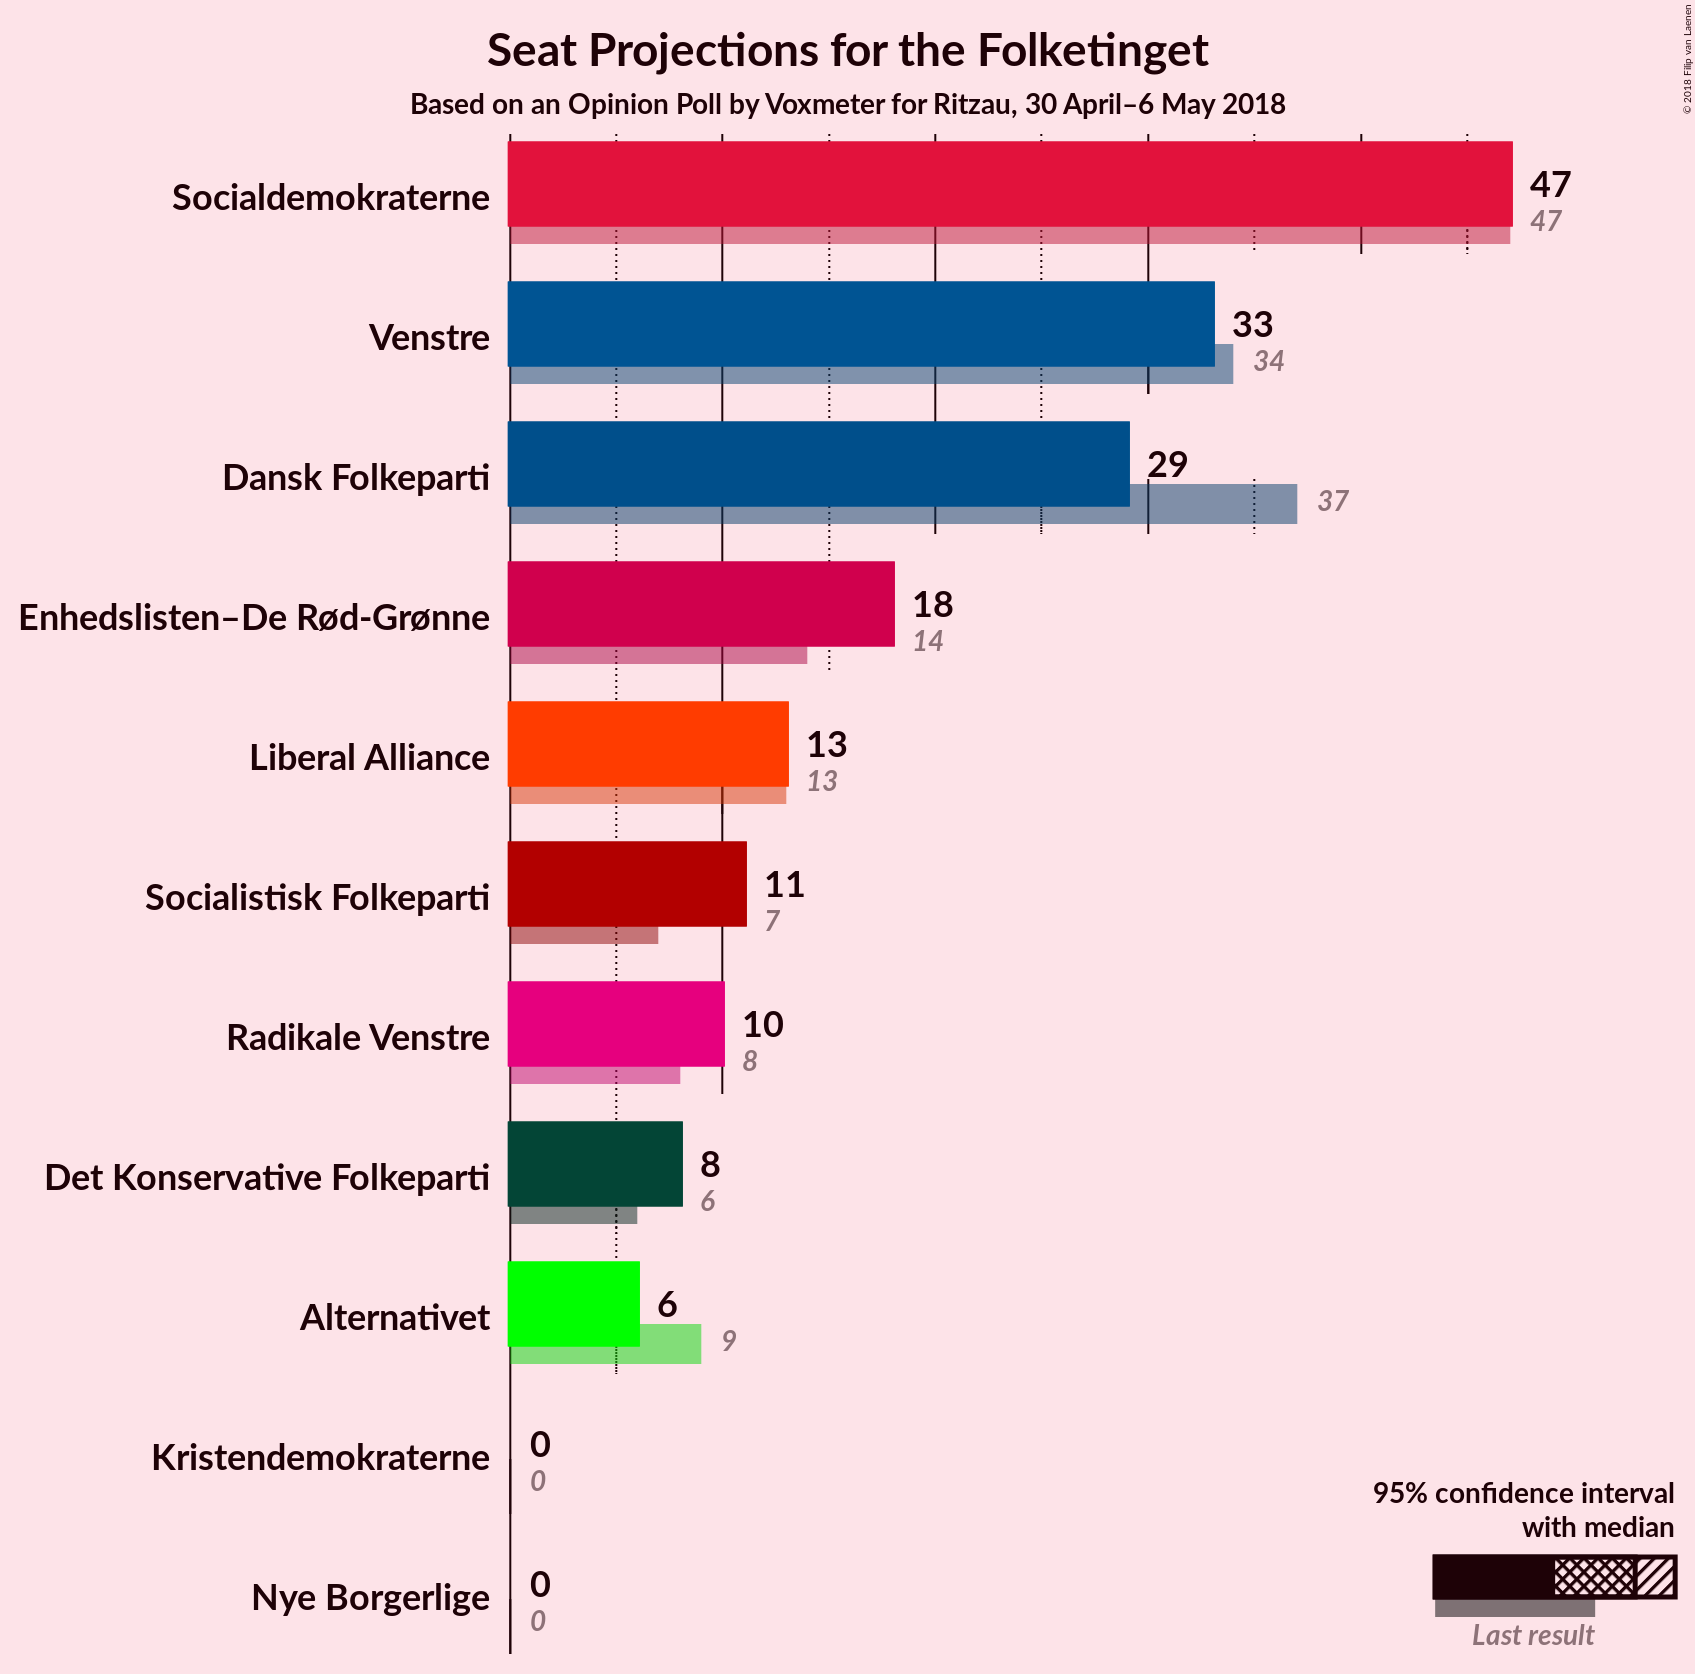 Seat Projections for the Folketinget
Based on an Opinion Poll by Voxmeter for Ritzau, 30 April–6 May 2018
© 2018 Filip van Laenen
Socialdemokraterne
47
47
Venstre
33
34
Dansk Folkeparti
29
37
Enhedslisten–De Rød-Grønne
18
14
Liberal Alliance
13
13
Socialistisk Folkeparti
11
7
Radikale Venstre
10
8
Det Konservative Folkeparti
8
6
Alternativet
6
9
Kristendemokraterne
0
0
Nye Borgerlige
0
0
95% confidence interval
with median
Last result